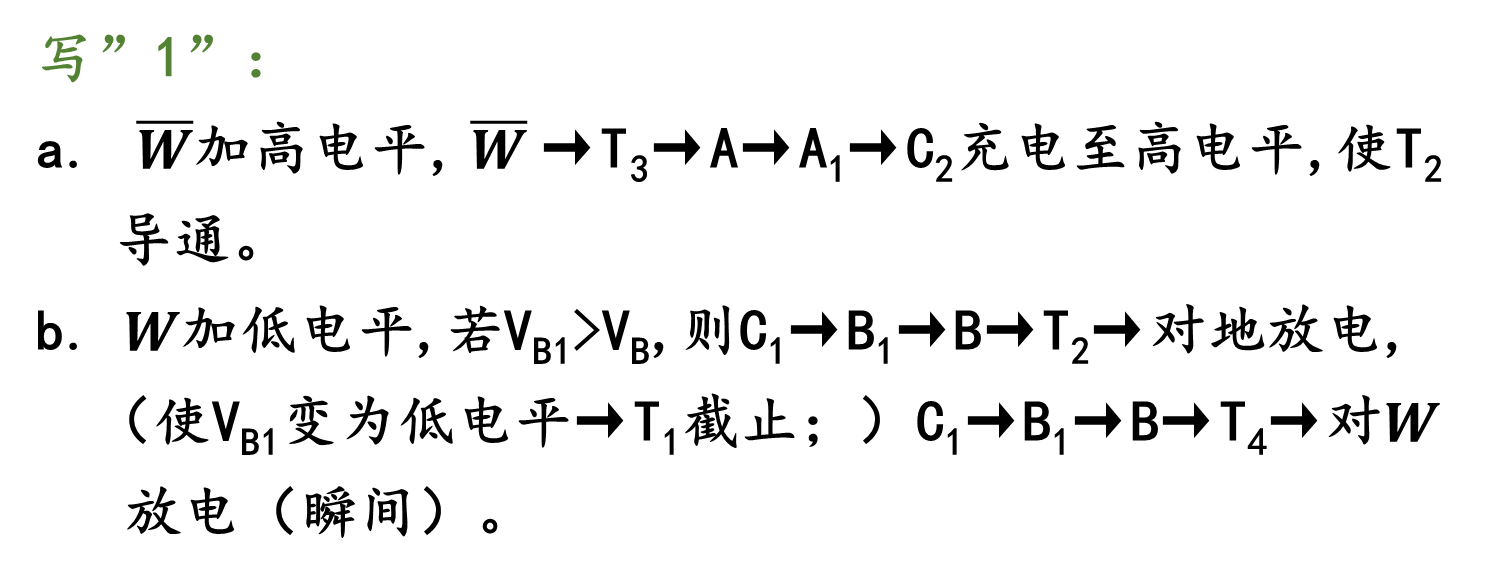 写”1”：
a. W̅加高电平,W̅→T₃→A→A₁→C₂充电至高电平,使T₂
导通。
b. W加低电平,若V_B1>V_B,则C₁→B₁→B→T₂→对地放电,
（使V_B1变为低电平→T₁截止；）C₁→B₁→B→T₄→对W
放电（瞬间）。